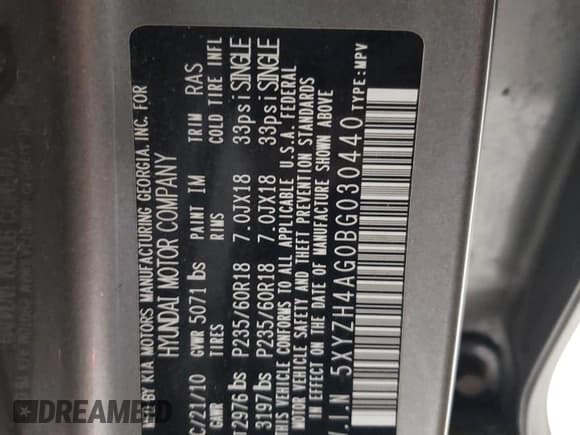 BY KIA MOTORS MANUFACTURING GEORGIA, INC. FOR
HYUNDAI MOTOR COMPANY
C/21/10 GVWR 5071 lbs PAINT IM TRIM RAS
GAWR TIRES RIMS COLD TIRE INFL
2976 lbs P235/60R18 7.0JX18 33psi SINGLE
3197 lbs P235/60R18 7.0JX18 33psi SINGLE
THIS VEHICLE CONFORMS TO ALL APPLICABLE U.S.A. FEDERAL
MOTOR VEHICLE SAFETY AND THEFT PREVENTION STANDARDS
IN EFFECT ON THE DATE OF MANUFACTURE SHOWN ABOVE
V.I.N 5XYZH4AG0BG030440 TYPE:MPV
CARDEALSDIRECT